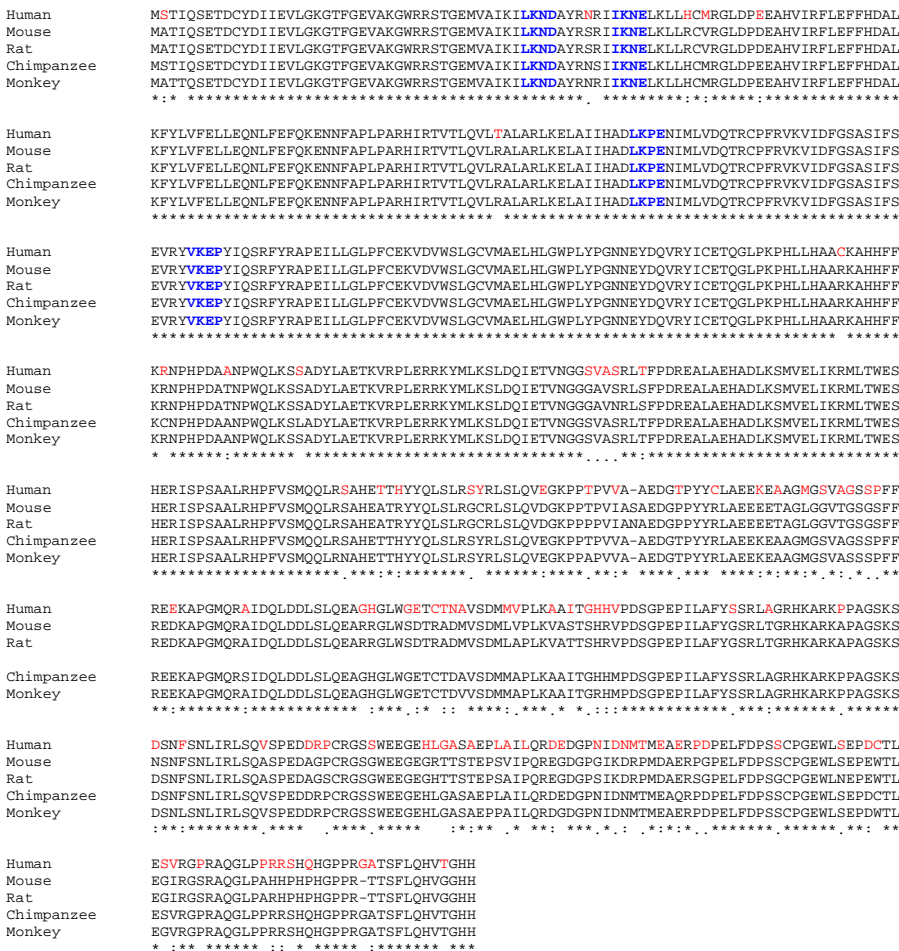 Human MSTIQSETDCYDIIEVLGKGTFGEVAKGWRRSTGEMVAIKILKNDAYRNRIIKNELKLLHCMRGLDPEEAHVIRFLEFFHDAL
Mouse MATIQSETDCYDIIEVLGKGTFGEVAKGWRRSTGEMVAIKILKNDAYRSRIIKNELKLLRCVRGLDPDEAHVIRFLEFFHDAL
Rat MATIQSETDCYDIIEVLGKGTFGEVAKGWRRSTGEMVAIKILKNDAYRSRIIKNELKLLRCVRGLDPEEAHVIRFLEFFHDAL
Chimpanzee MSTIQSETDCYDIIEVLGKGTFGEVAKGWRRSTGEMVAIKILKNDAYRNSIIKNELKLLHCMRGLDPEEAHVIRFLEFFHDAL
Monkey MATTQSETDCYDIIEVLGKGTFGEVAKGWRRSTGEMVAIKILKNDAYRNRIIKNELKLLHCMRGLDPEEAHVIRFLEFFHDAL
*:* ************************************. **********:*:*****:***************
Human KFYLVFELLEQNLFEFQKENNFAPLPARHIRTVTLQVLTALARLKELAIIHADLKPENIMLVDQTRCPFRVKVIDFGSASIFS
Mouse KFYLVFELLEQNLFEFQKENNFAPLPARHIRTVTLQVLRALARLKELAIIHADLKPENIMLVDQTRCPFRVKVIDFGSASIFS
Rat KFYLVFELLEQNLFEFQKENNFAPLPARHIRTVTLQVLRALARLKELAIIHADLKPENIMLVDQTRCPFRVKVIDFGSASIFS
Chimpanzee KFYLVFELLEQNLFEFQKENNFAPLPARHIRTVTLQVLRALARLKELAIIHADLKPENIMLVDQTRCPFRVKVIDFGSASIFS
Monkey KFYLVFELLEQNLFEFQKENNFAPLPARHIRTVTLQVLRALARLKELAIIHADLKPENIMLVDQTRCPFRVKVIDFGSASIFS
************************************** ********************************************
Human EVRYVKEPYIQSRFYRAPEILLGLPFCEKVDVWSLGCVMAELHLGWPLYPGNNEYDQVRYICETQGLPKPHLLHAACKAHHFF
Mouse EVRYVKEPYIQSRFYRAPEILLGLPFCEKVDVWSLGCVMAELHLGWPLYPGNNEYDQVRYICETQGLPKPHLLHAARKAHHFF
Rat EVRYVKEPYIQSRFYRAPEILLGLPFCEKVDVWSLGCVMAELHLGWPLYPGNNEYDQVRYICETQGLPKPHLLHAARKAHHFF
Chimpanzee EVRYVKEPYIQSRFYRAPEILLGLPFCEKVDVWSLGCVMAELHLGWPLYPGNNEYDQVRYICETQGLPKPHLLHAARKAHHFF
Monkey EVRYVKEPYIQSRFYRAPEILLGLPFCEKVDVWSLGCVMAELHLGWPLYPGNNEYDQVRYICETQGLPKPHLLHAARKAHHFF
**************************************************************************** ******
Human KRNPHPDAANPWQLKSSADYLAETKVRPLERRKYMLKSLDQIETVNGGSVASRLTFPDREALAEHADLKSMVELIKRMLTWES
Mouse KRNPHPDATNPWQLKSSADYLAETKVRPLERRKYMLKSLDQIETVNGGGAVSRLSFPDREALAEHADLKSMVELIKRMLTWES
Rat KRNPHPDATNPWQLKSSADYLAETKVRPLERRKYMLKSLDQIETVNGGGAVNRLSFPDREALAEHADLKSMVELIKRMLTWES
Chimpanzee KCNPHPDAANPWQLKSLADYLAETKVRPLERRKYMLKSLDQIETVNGGSVASRLTFPDREALAEHADLKSMVELIKRMLTWES
Monkey KRNPHPDAANPWQLKSSADYLAETKVRPLERRKYMLKSLDQIETVNGGSVASRLTFPDREALAEHADLKSMVELIKRMLTWES
* ******:******* *******************************....**:****************************
Human HERISPSAALRHPFVSMQQLRSAHETTHYYQLSLRSYRLSLQVEGKPPTPVVA-AEDGTPYYCLAEEKEAAGMGSVAGSSPFF
Mouse HERISPSAALRHPFVSMQQLRSAHEATRYYQLSLRGCRLSLQVDGKPPTPVIASAEDGPPYYRLAEEEETAGLGGVTGSGSFF
Rat HERISPSAALRHPFVSMQQLRSAHEATRYYQLSLRGCRLSLQVDGKPPPPVIANAEDGPPYYRLAEEEETAGLGGVTGSGSFF
Chimpanzee HERISPSAALRHPFVSMQQLRSAHETTHYYQLSLRSYRLSLQVEGKPPTPVVA-AEDGTPYYRLAEEKEAAGMGSVAGSSPFF
Monkey HERISPSAALRHPFVSMQQLRNAHETTHYYQLSLRSYRLSLQVEGKPPAPVVA-AEDGTPYYRLAEEKEAAGMGSVASSSPFF
*********************.***:*:*******. ******:**** **:* ****.*** ****:*:**:*.*:.*..**
Human REEKAPGMQRAIDQLDDLSLQEAGHGLWGETCTNAVSDMMVPLKAAITGHHVPDSGPEPILAFYSSRLAGRHKARKPPAGSKS
Mouse REDKAPGMQRAIDQLDDLSLQEARRGLWSDTRADMVSDMLVPLKVASTSHRVPDSGPEPILAFYGSRLTGRHKARKAPAGSKS
Rat REDKAPGMQRAIDQLDDLSLQEARRGLWSDTRADMVSDMLAPLKVATTSHRVPDSGPEPILAFYGSRLAGRHKARKAPAGSKS
Chimpanzee REEKAPGMQRSIDQLDDLSLQEAGHGLWGETCTDAVSDMMAPLKAAITGHHMPDSGPEPILAFYSSRLAGRHKARKPPAGSKS
Monkey REEKAPGMQRAIDQLDDLSLQEAGHGLWGETCTDVVSDMMAPLKAAITGRHMPDSGPEPILAFYSSRLAGRHKARKPPAGSKS
**:*******:************ :***.:* :: ****:.***.* *.:::************.***:*******.******
Human DSNFSNLIRLSQVSPEDDRPCRGSSWEEGEHLGASAEPLAILQRDEDGPNIDNMTMEAERPDPELFDPSSCPGEWLSEPDCTL
Mouse NSNFSNLIRLSQASPEDAGPCRGSGWEEGEGRTTSTEPSVIPQREGDGPGIKDRPMDAERPGPELFDPSGCPGEWLSEPEWTL
Rat DSNFSNLIRLSQASPEDAGSCRGSGWEEGEGHTTSTEPSAIPQREGDGPSIKDRPMDAERSGPELFDPSGCPGEWLNEPEWTL
Chimpanzee DSNFSNLIRLSQVSPEDDRPCRGSSWEEGEHLGASAEPLAILQRDEDGPNIDNMTMEAQRPDPELFDPSSCPGEWLSEPDCTL
Monkey DSNLSNLIRLSQVSPEDDRPCRGSSWEEGEHLGASAEPPAILQRDGDGPNIDNMTMEAERPDPELFDPSSCPGEWLSEPDWTL
:**:********.**** .****.***** :*:** .* **: ***.*.: .*:*:*..*******.******.**: **
Human ESVRGPRAQGLPPRRSHQHGPPRGATSFLQHVTGHH
Mouse EGIRGSRAQGLPAHHPHPHGPPR-TTSFLQHVGGHH
Rat EGIRGSRAQGLPARHPHPHGPPR-TTSFLQHVGGHH
Chimpanzee ESVRGPRAQGLPPRRSHQHGPPRGATSFLQHVTGHH
Monkey EGVRGPRAQGLPPRRSHQHGPPRGATSFLQHVTGHH
* :** ****** :: * ***** :******* ***